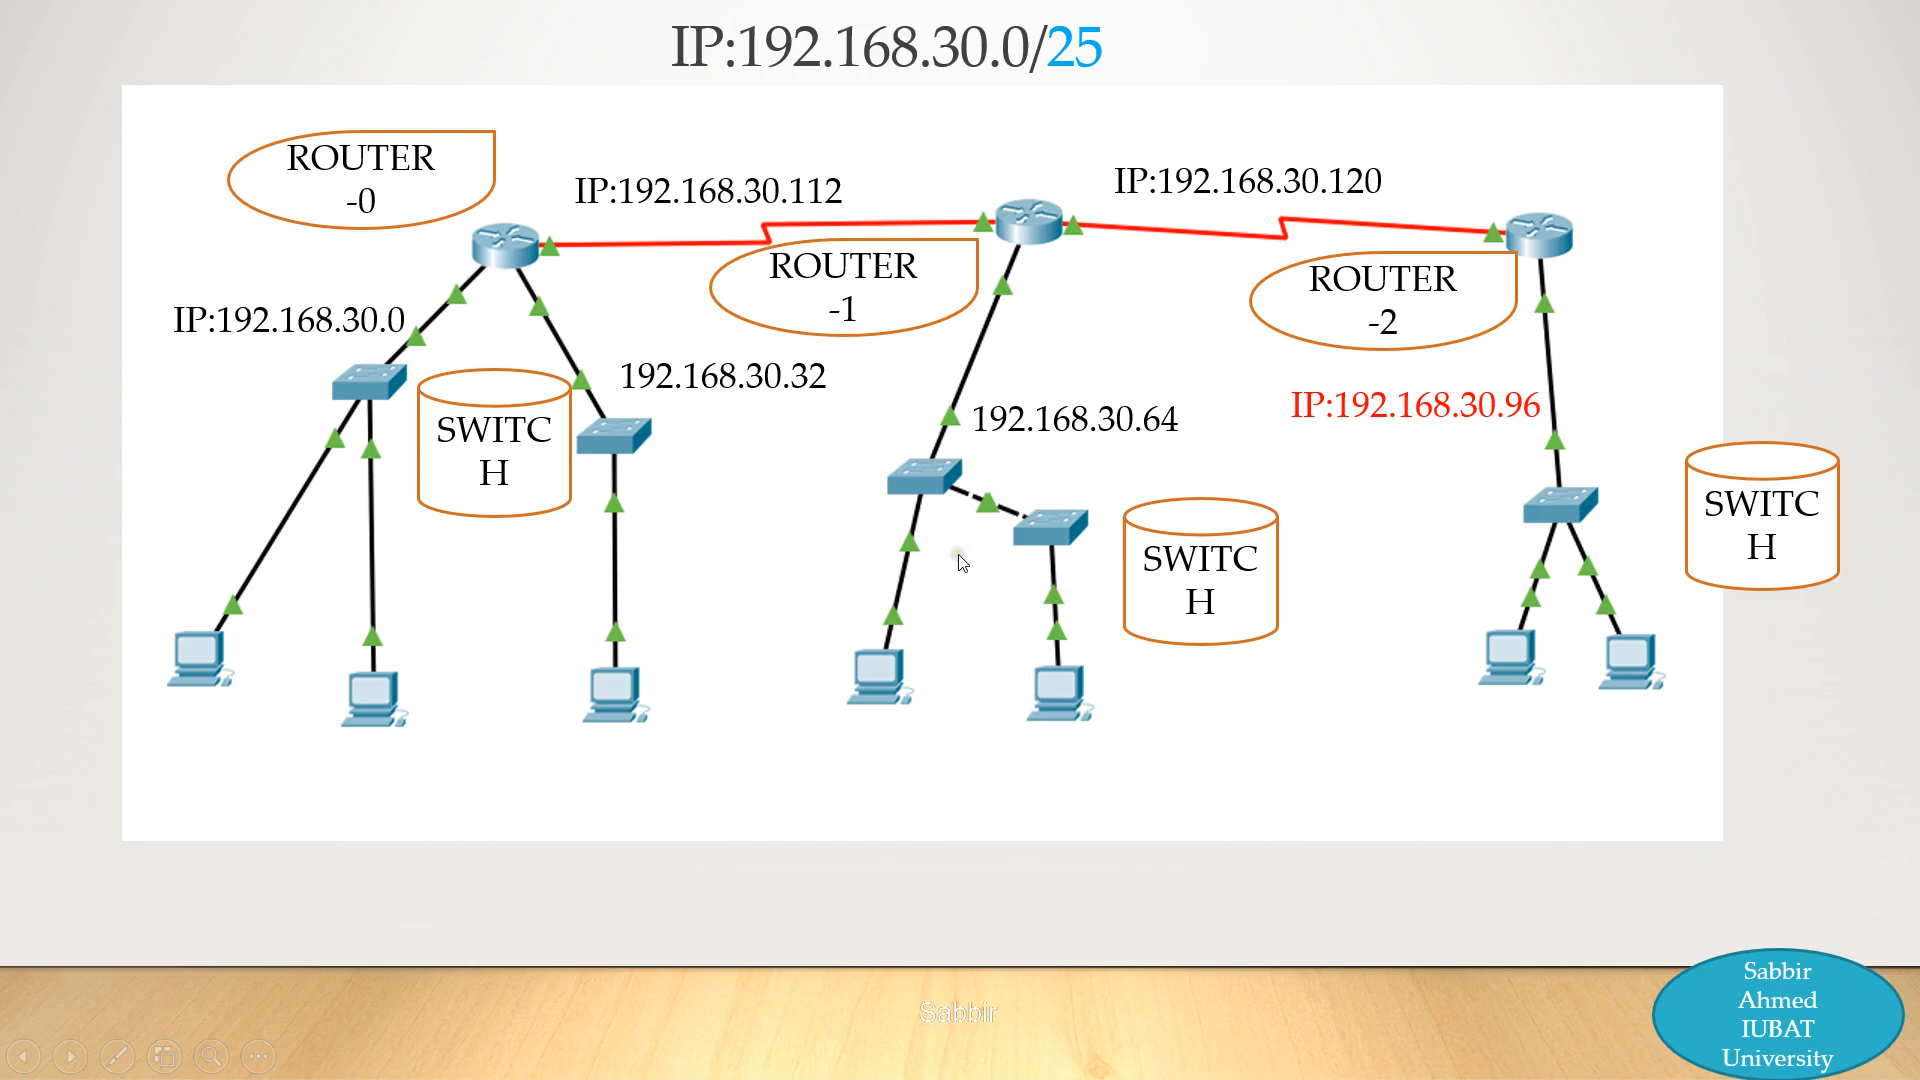 IP:192.168.30.0/25
ROUTER
-0
IP:192.168.30.112
IP:192.168.30.120
ROUTER
-1
ROUTER
-2
IP:192.168.30.0
192.168.30.32
192.168.30.64
IP:192.168.30.96
SWITC
H
SWITC
H
SWITC
H
Sabbir
Sabbir
Ahmed
IUBAT
University